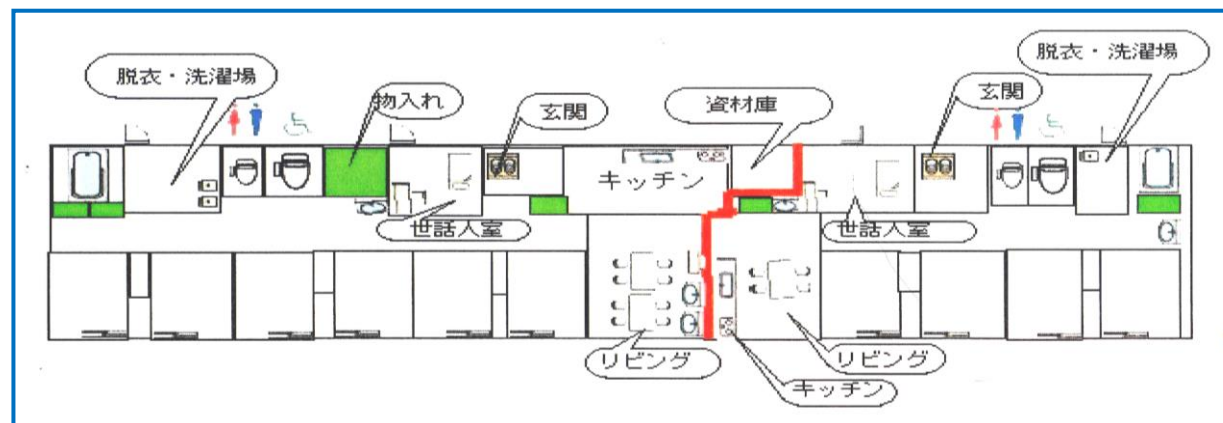 脱衣・洗濯場
物入れ
玄関
資材庫
玄関
脱衣・洗濯場
キッチン
世話人室
世話人室
リビング
リビング
キッチン